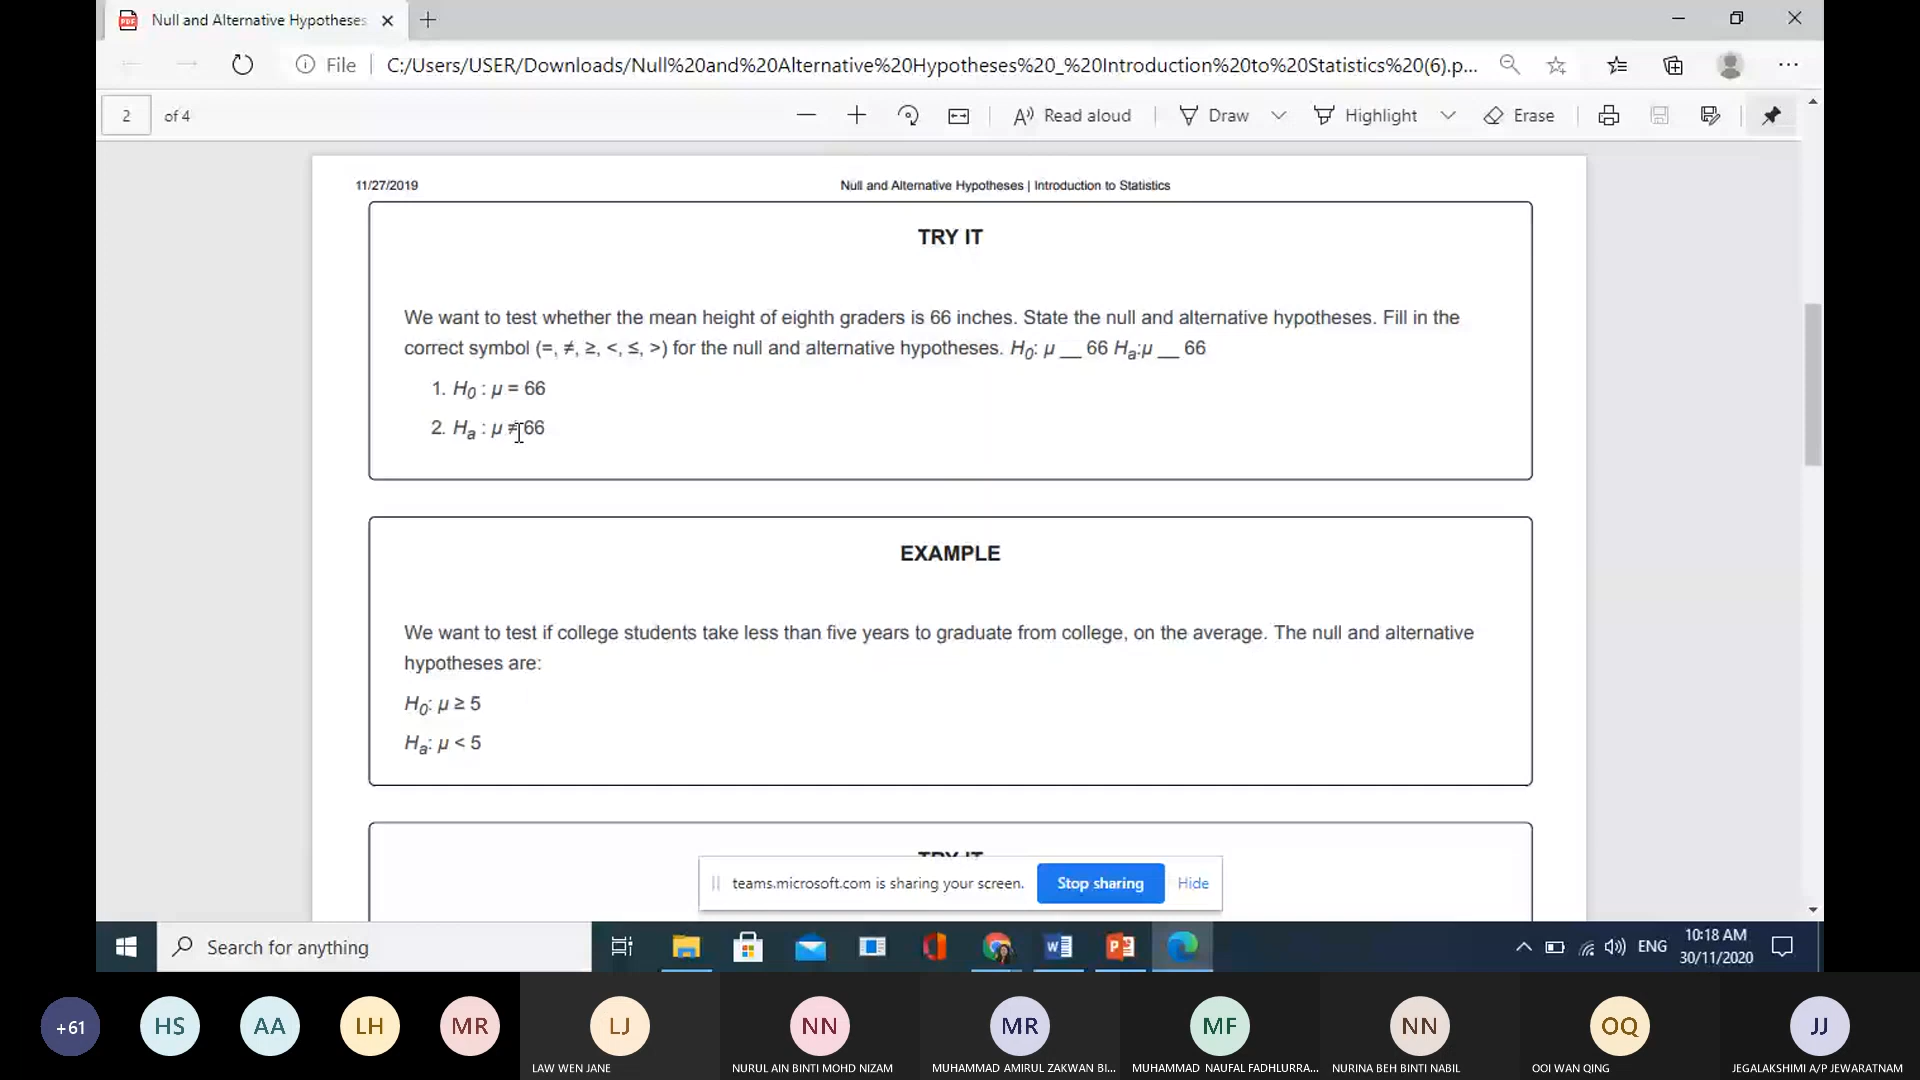 Null and Alternative Hypotheses
File
C:/Users/USER/Downloads/Null%20and%20Alternative%20Hypotheses%20_%20Introduction%20to%20Statistics%20(6).p...
2 of 4
Read aloud
Draw
Highlight
Erase
11/27/2019
Null and Alternative Hypotheses | Introduction to Statistics
TRY IT
We want to test whether the mean height of eighth graders is 66 inches. State the null and alternative hypotheses. Fill in the
correct symbol (=, ≠, ≥, <, ≤, >) for the null and alternative hypotheses. H0: μ __ 66 Ha:μ __ 66
1. H0 : μ = 66
2. Ha : μ ≠ 66
EXAMPLE
We want to test if college students take less than five years to graduate from college, on the average. The null and alternative
hypotheses are:
H0: μ ≥ 5
Ha: μ < 5
TRY IT
teams.microsoft.com is sharing your screen.
Stop sharing
Hide
Search for anything
ENG
10:18 AM
30/11/2020
+61
HS
AA
LH
MR
LJ
NN
MR
MF
NN
OQ
JJ
LAW WEN JANE
NURUL AIN BINTI MOHD NIZAM
MUHAMMAD AMIRUL ZAKWAN BI...
MUHAMMAD NAUFAL FADHLURRA...
NURINA BEH BINTI NABIL
OOI WAN QING
JEGALAKSHIMI A/P JEWARATNAM